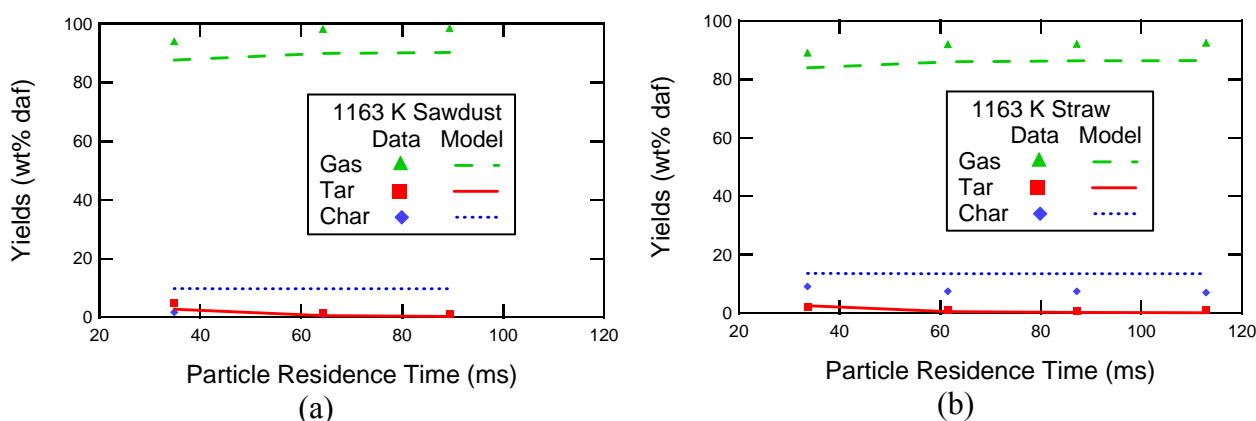 100
80
60
40
20
0
Yields (wt% daf)
1163 K Sawdust
Data Model
Gas
Tar
Char
20 40 60 80 100 120
Particle Residence Time (ms)
(a)
100
80
60
40
20
0
Yields (wt% daf)
1163 K Straw
Data Model
Gas
Tar
Char
20 40 60 80 100 120
Particle Residence Time (ms)
(b)